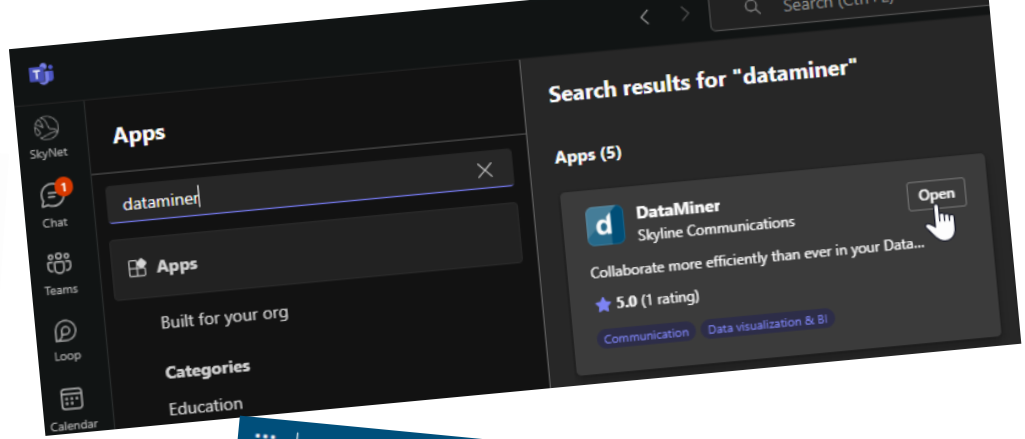 Search (Ctrl+E)
SkyNet
1
Chat
Teams
Loop
Calendar
Apps
dataminer
Apps
Built for your org
Categories
Education
Search results for "dataminer"
Apps (5)
d
DataMiner
Skyline Communications
Open
Collaborate more efficiently than ever in your Data...
5.0 (1 rating)
Communication
Data visualization & BI